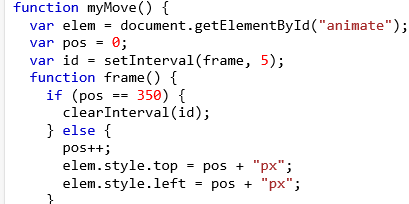 function myMove() {
  var elem = document.getElementById("animate");
  var pos = 0;
  var id = setInterval(frame, 5);
  function frame() {
    if (pos == 350) {
      clearInterval(id);
    } else {
      pos++;
      elem.style.top = pos + "px";
      elem.style.left = pos + "px";
    }